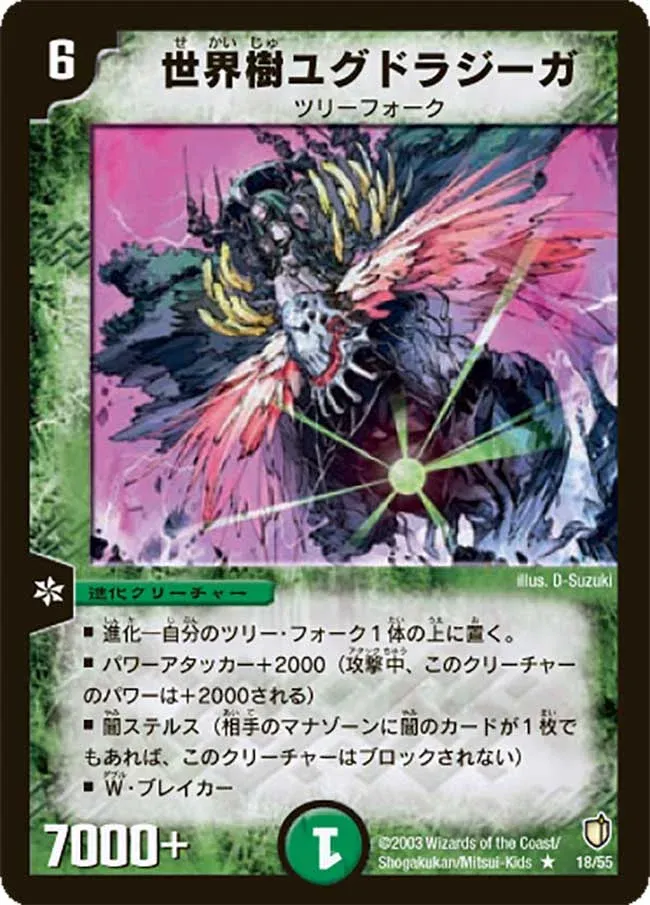 6
世界樹ユグドラジーガ
ツリーフォーク
illus. D-Suzuki
進化クリーチャー
■ 進化―自分のツリー・フォーク1体の上に置く。
■ パワーアタッカー+2000（攻撃中、このクリーチャー
のパワーは+2000される）
■ 闇ステルス（相手のマナゾーンに闇のカードが1枚で
もあれば、このクリーチャーはブロックされない）
■ W・ブレイカー
7000+
1
©2003 Wizards of the Coast/
Shogakukan/Mitsui-Kids ★ 18/55